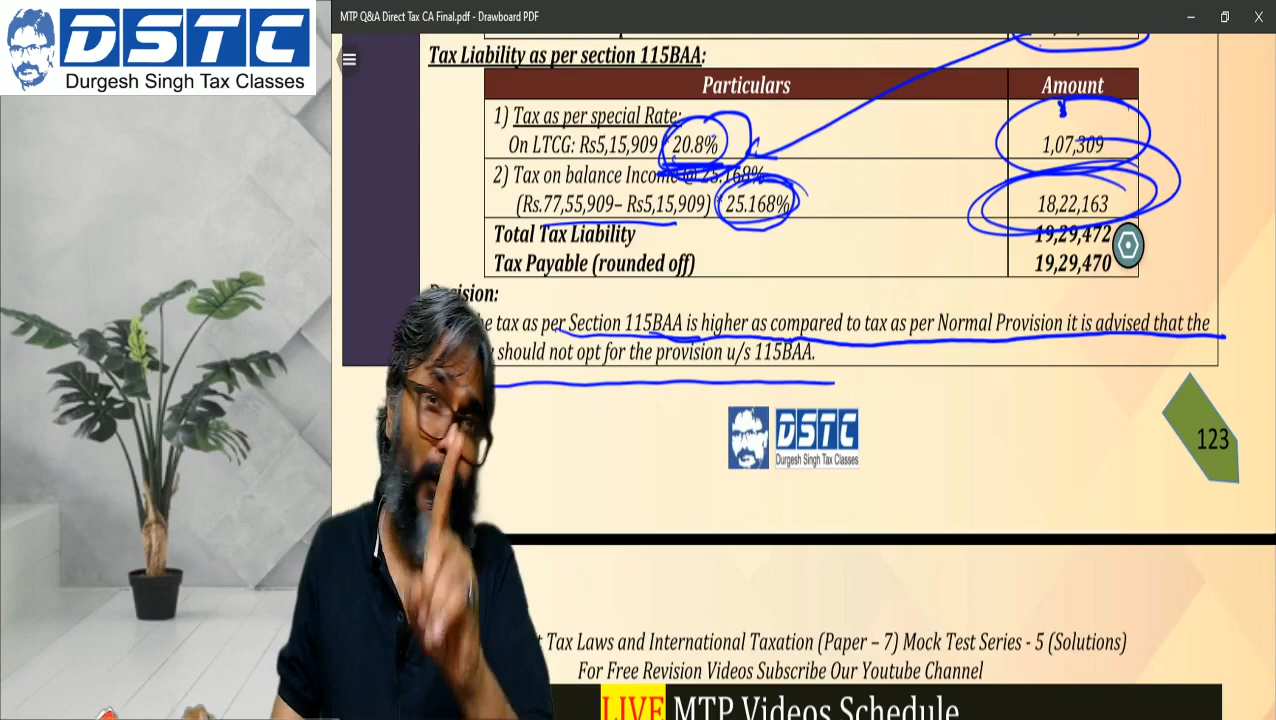 DSTC
Durgesh Singh Tax Classes
MTP Q&A Direct Tax CA Final.pdf - Drawboard PDF
Tax Liability as per section 115BAA:
Particulars Amount
1) Tax as per special Rate:
On LTCG: Rs5,15,909 20.8% 1,07,309
2) Tax on balance Income @ 25.168%
(Rs.77,55,909– Rs5,15,909) 25.168% 18,22,163
Total Tax Liability 19,29,472
Tax Payable (rounded off) 19,29,470
tax as per Section 115BAA is higher as compared to tax as per Normal Provision it is advised that the
should not opt for the provision u/s 115BAA.
DSTC
Durgesh Singh Tax Classes
123
Tax Laws and International Taxation (Paper – 7) Mock Test Series - 5 (Solutions)
For Free Revision Videos Subscribe Our Youtube Channel
LIVE MTP Videos Schedule